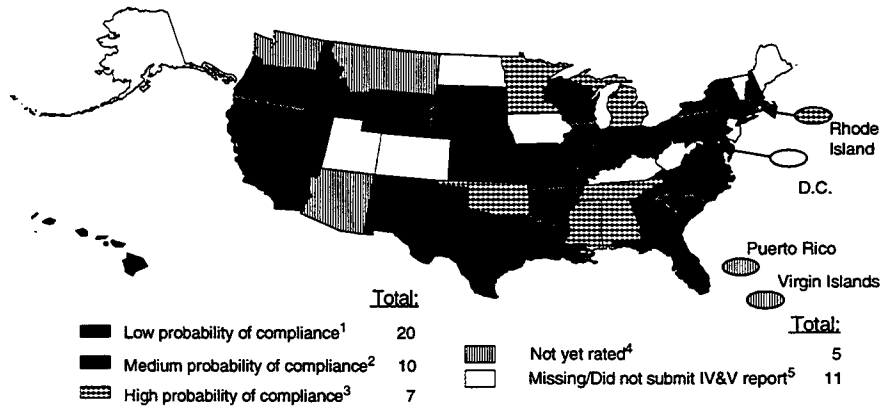 Rhode
Island
D.C.
Puerto Rico
Virgin Islands
Total:
Low probability of compliance1 20
Medium probability of compliance2 10
High probability of compliance3 7
Total:
Not yet rated4 5
Missing/Did not submit IV&V report5 11